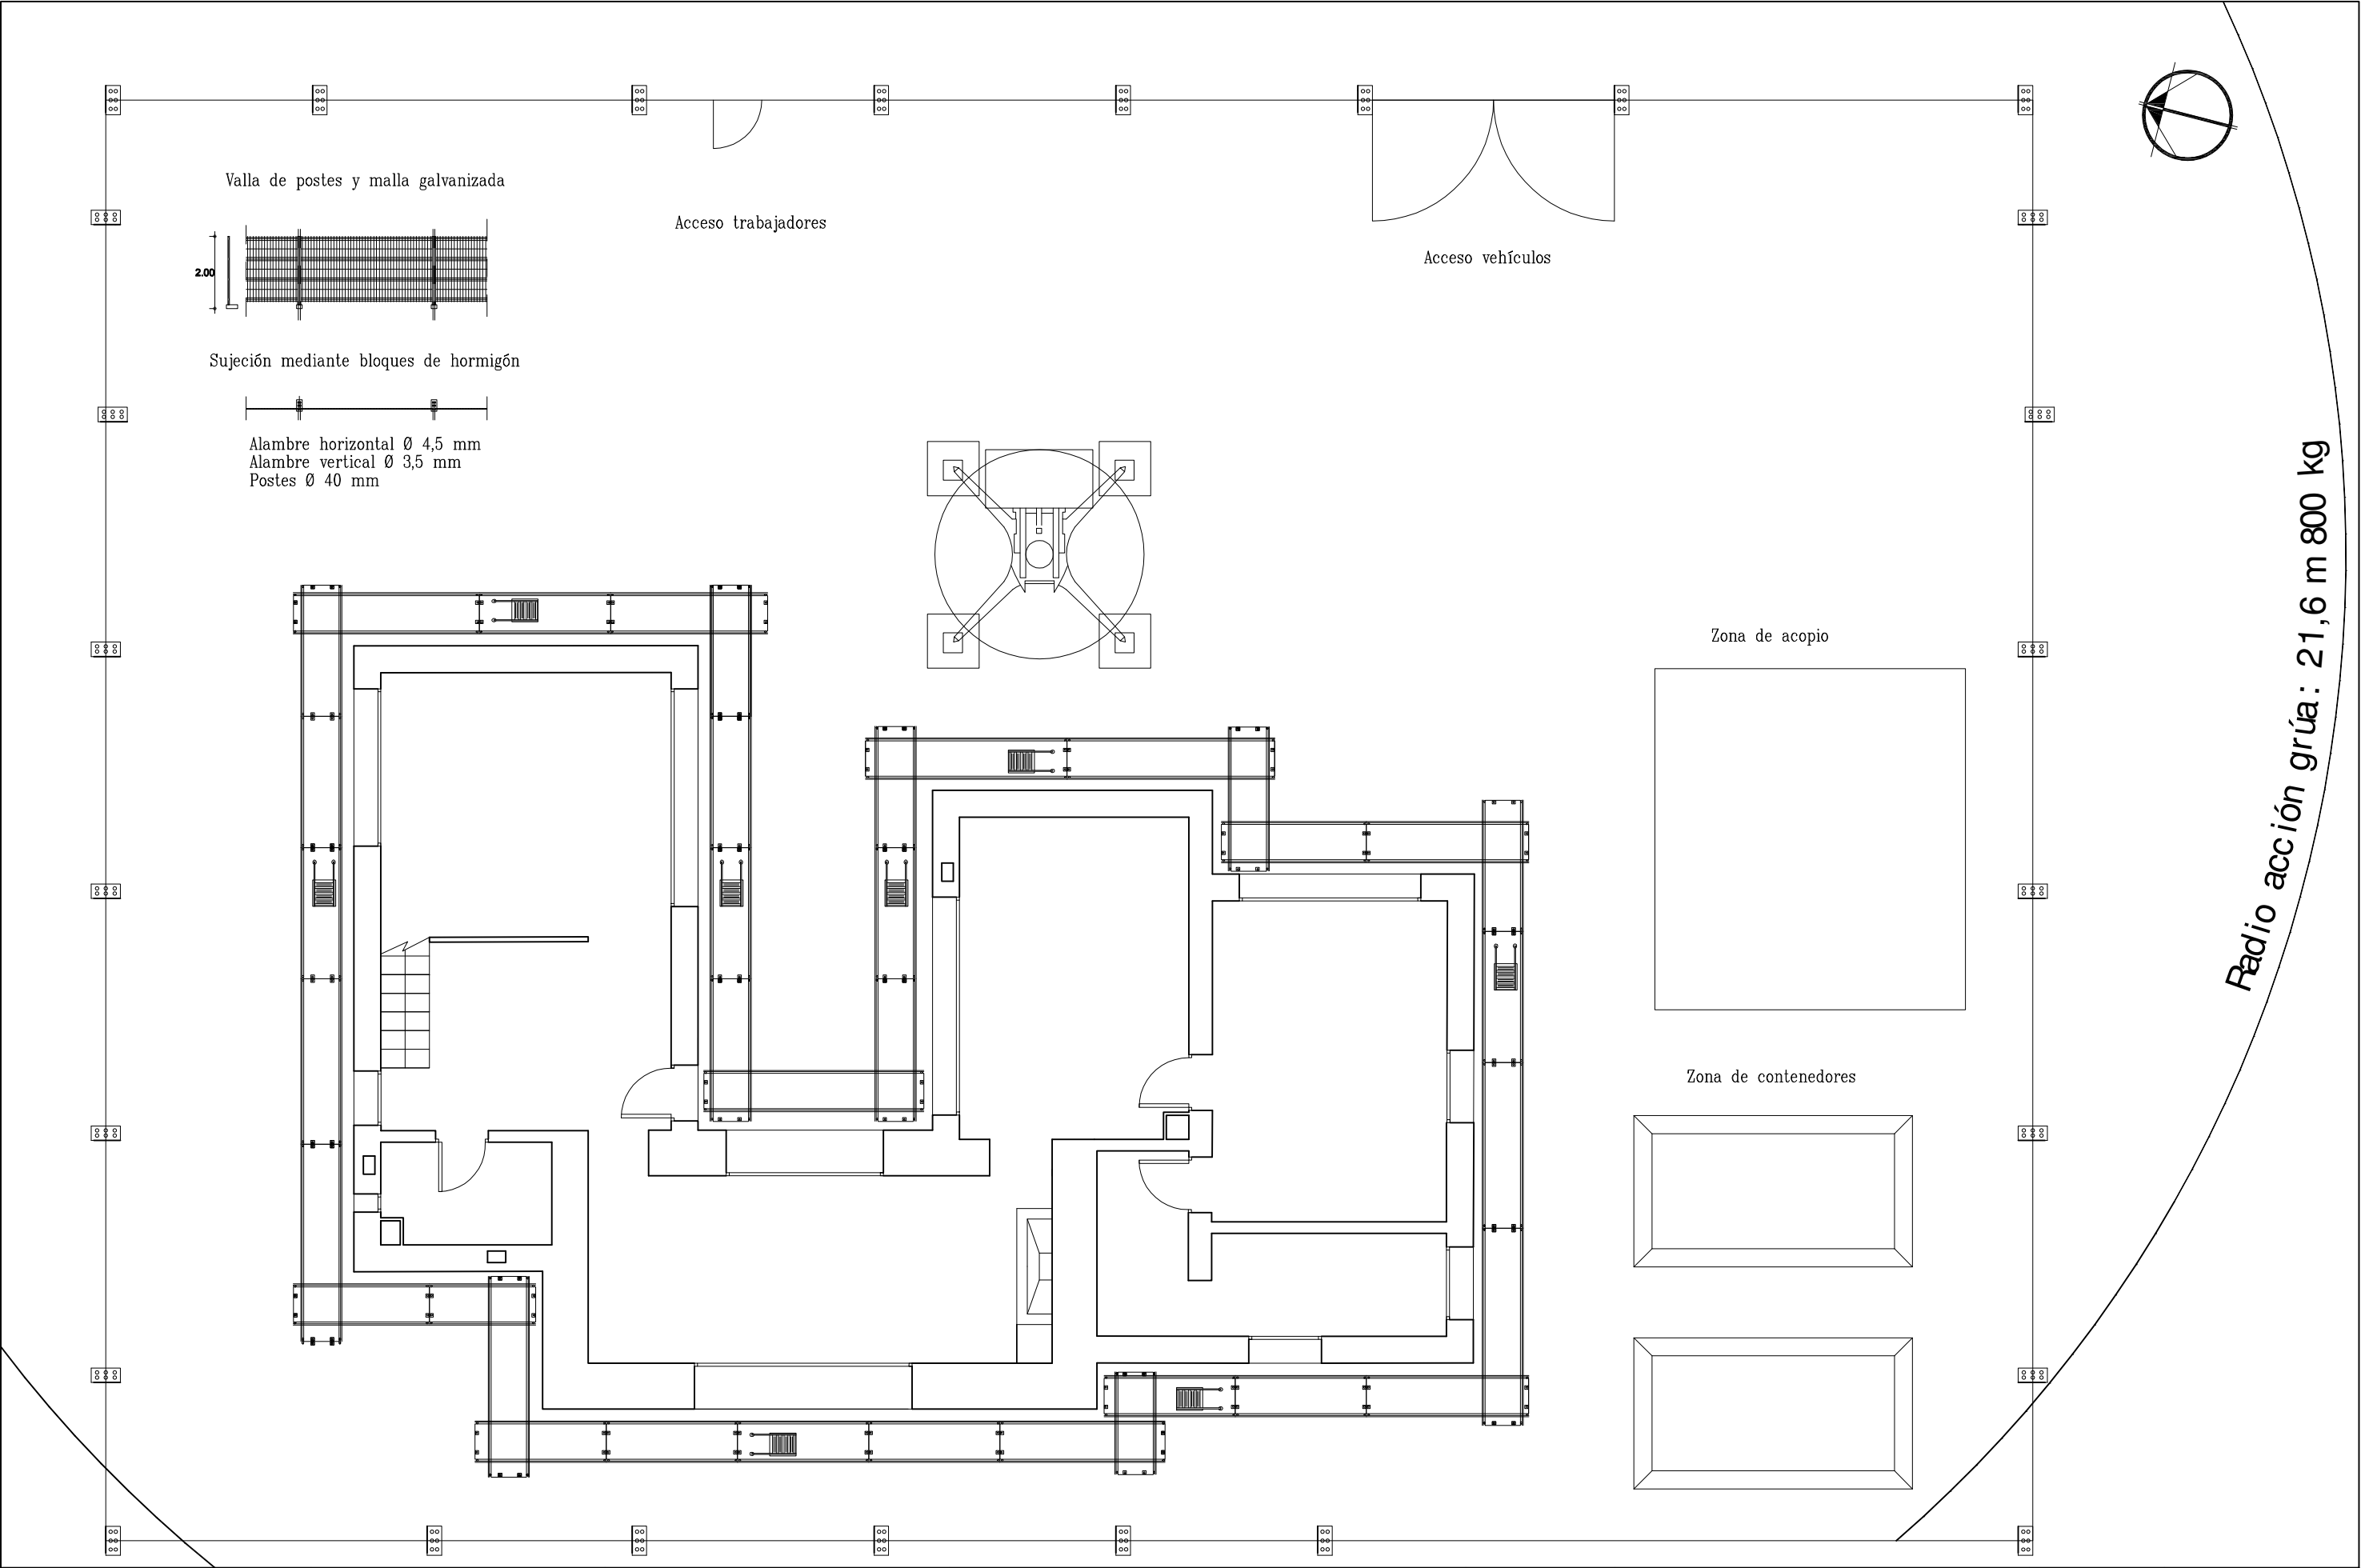 Valla de postes y malla galvanizada
Acceso trabajadores
Acceso vehículos
2.00
Sujeción mediante bloques de hormigón
Alambre horizontal Ø 4,5 mm
Alambre vertical Ø 3,5 mm
Postes Ø 40 mm
Zona de acopio
Radio acción grúa: 21,6 m 800 kg
Zona de contenedores